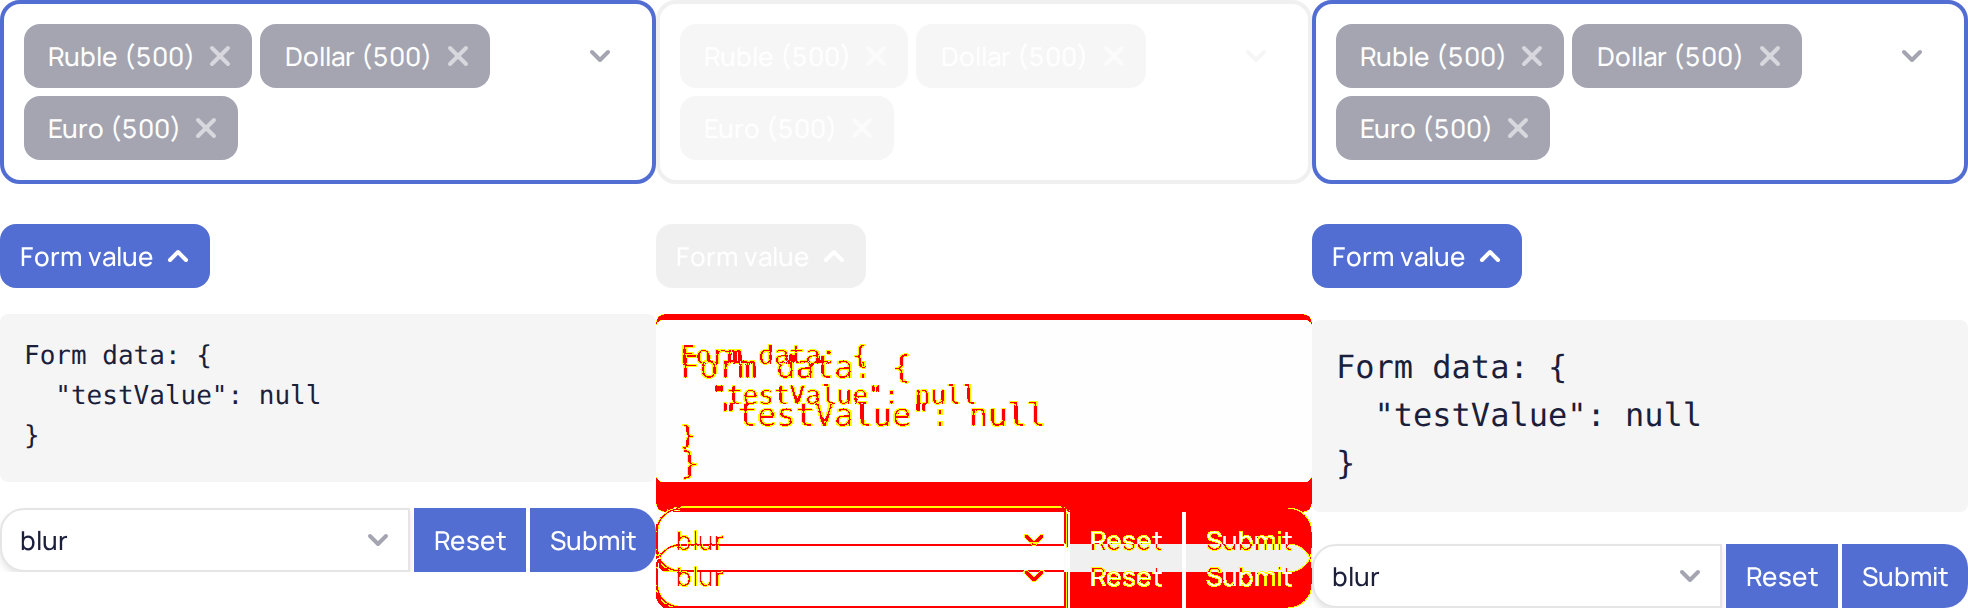 Ruble (500) Dollar (500)
Euro (500)
Form value
Form data: {
"testValue": null
}
blur Reset Submit
Ruble (500) Dollar (500)
Euro (500)
Form value
Form data: {
Form data: {
"testValue": null
"testValue": null
}
}
blur Reset Submit
blur Reset Submit
Ruble (500) Dollar (500)
Euro (500)
Form value
Form data: {
"testValue": null
}
blur Reset Submit